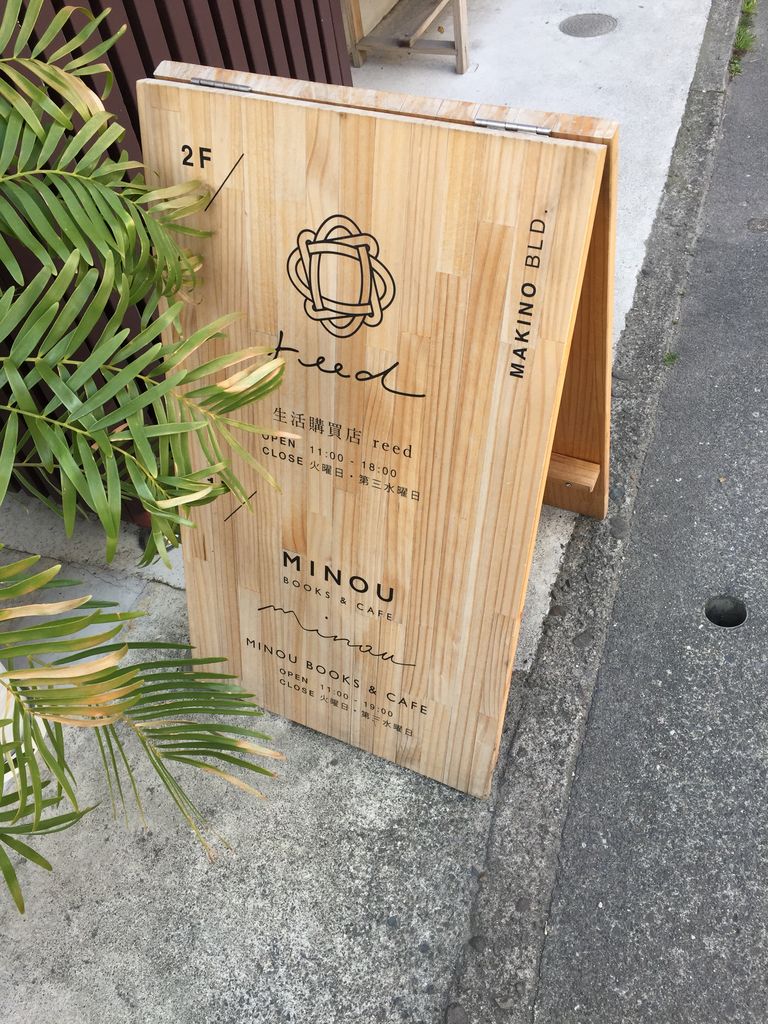 2F
reed
生活購買店 reed
OPEN 11:00 - 18:00
CLOSE 火曜日・第三水曜日
MINOU
BOOKS & CAFE
minou
MINOU BOOKS & CAFE
OPEN 11:00 - 19:00
CLOSE 火曜日・第三水曜日
MAKINO BLD.